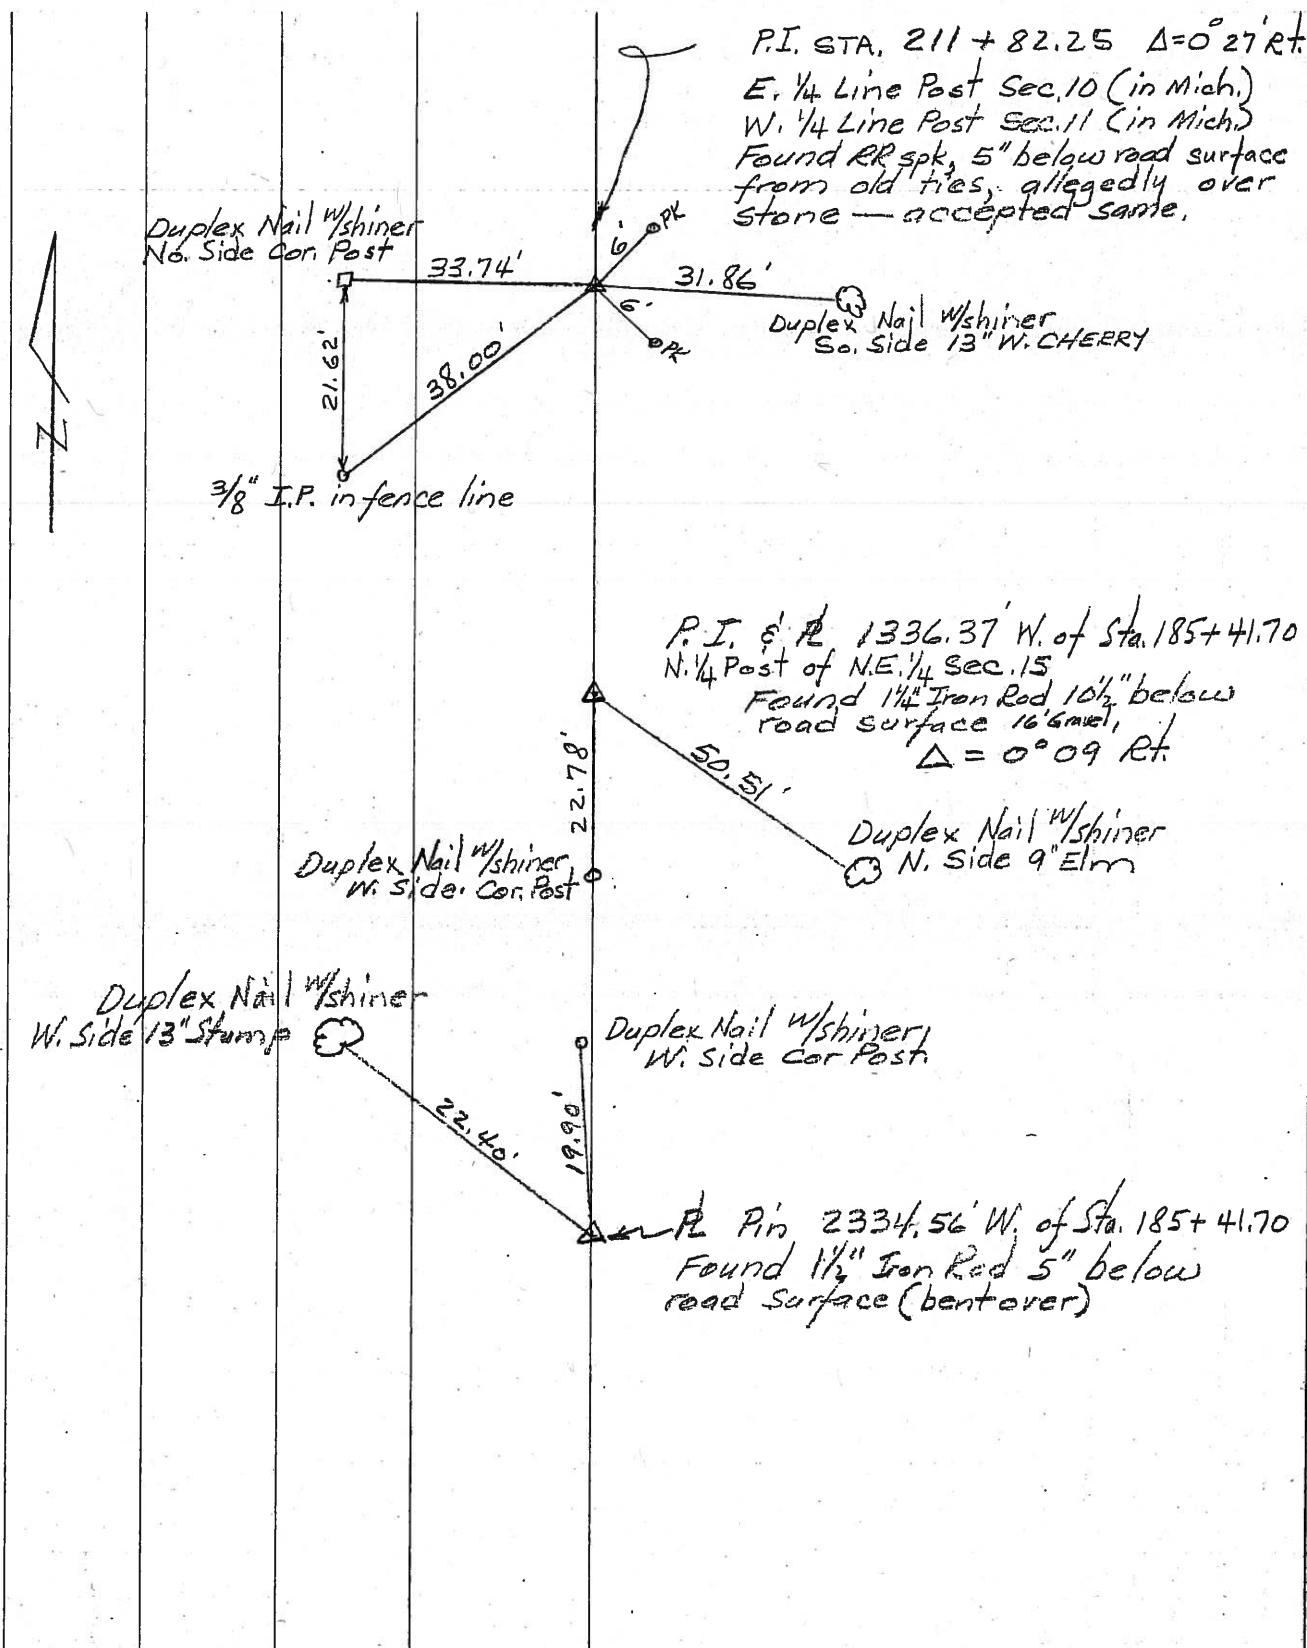 P.I. STA. 211 + 82.25 Δ=0°27' Rt.
E. 1/4 Line Post Sec. 10 (in Mich.)
W. 1/4 Line Post Sec. 11 (in Mich.)
Found RR spk, 5" below road surface
from old ties, allegedly over
stone — accepted same.
Duplex Nail w/shiner
No. Side Cor. Post
33.74'
6'
PK
31.86'
6'
PK
Duplex Nail w/shiner
So. Side 13" W. CHERRY
21.62'
38.00'
N
3/8" I.P. in fence line
P.I. & PL 1336.37' W. of Sta. 185+41.70
N. 1/4 Post of N.E. 1/4 Sec. 15
Found 1 1/4" Iron Rod 10 1/2" below
road surface 16' Gravel,
Δ = 0°09 Rt.
22.78'
50.51'
Duplex Nail w/shiner
N. Side 9" Elm
Duplex Nail w/shiner
W. Side. Cor. Post
Duplex Nail w/shiner
W. Side 13" Stump
Duplex Nail w/shiner
W. Side Cor Post
22.40'
19.90'
PL Pin 2334.56' W. of Sta. 185+41.70
Found 1 1/2" Iron Rod 5" below
road surface (bent over)